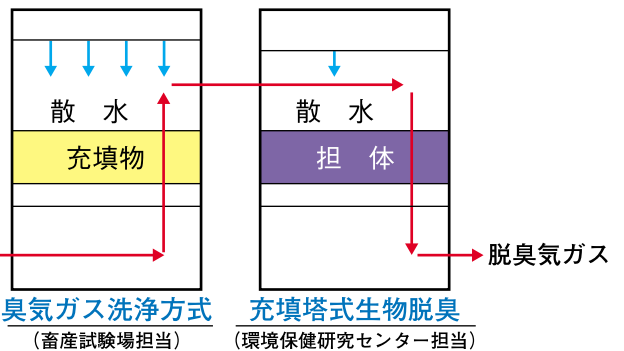 散 水
散 水
充填物
担 体
脱臭気ガス
臭気ガス洗浄方式
充填塔式生物脱臭
（畜産試験場担当）
（環境保健研究センター担当）